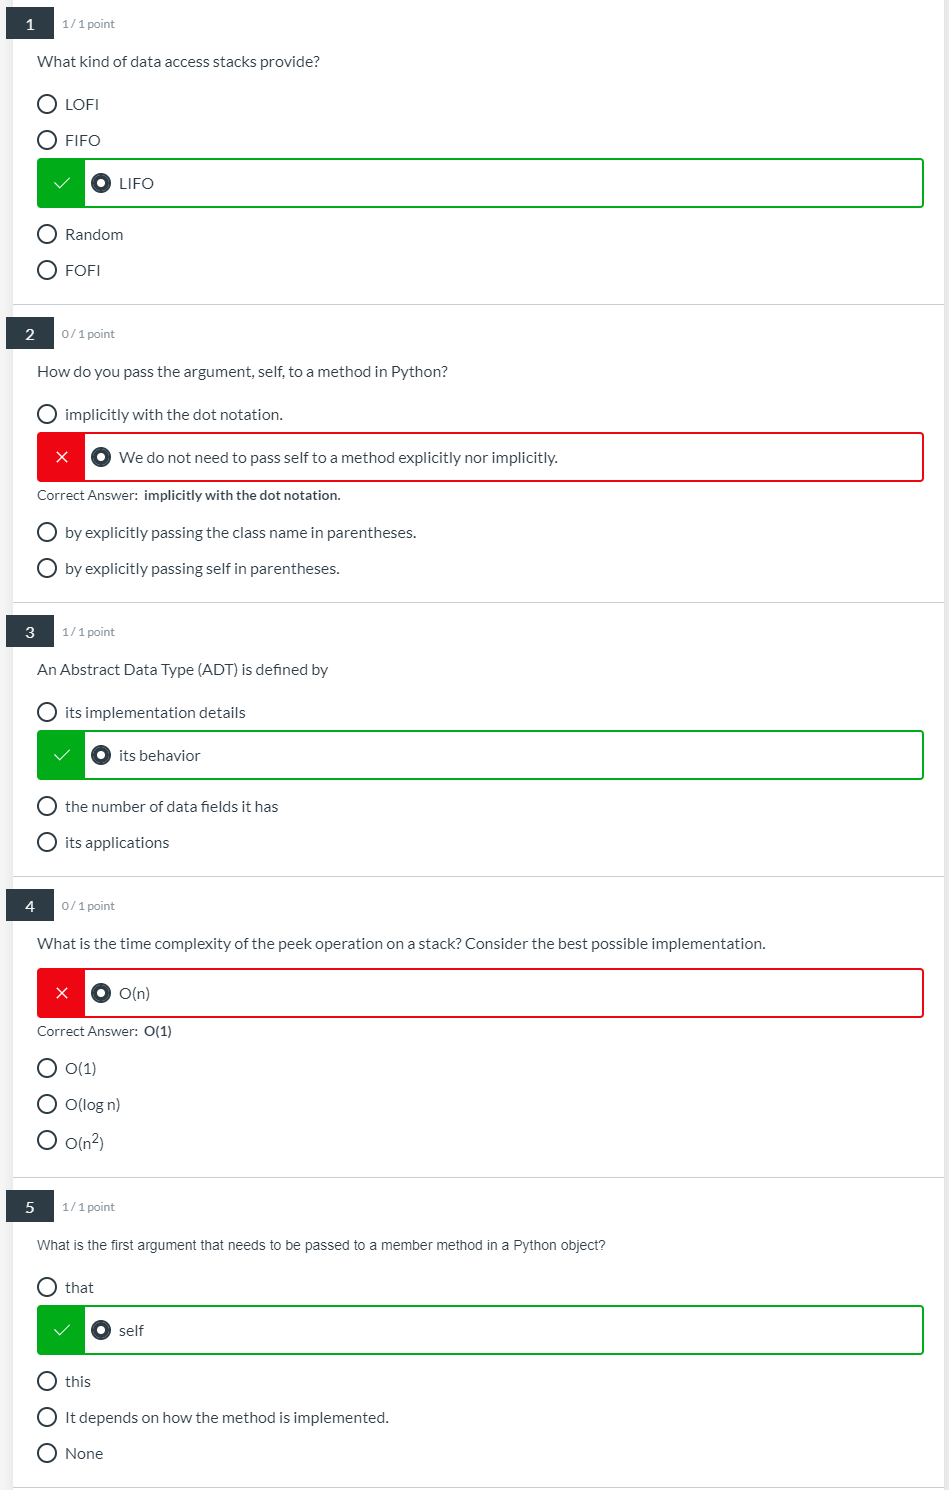 1
1 / 1 point
What kind of data access stacks provide?
LOFI
FIFO
LIFO
Random
FOFI
2
0 / 1 point
How do you pass the argument, self, to a method in Python?
implicitly with the dot notation.
We do not need to pass self to a method explicitly nor implicitly.
Correct Answer: implicitly with the dot notation.
by explicitly passing the class name in parentheses.
by explicitly passing self in parentheses.
3
1 / 1 point
An Abstract Data Type (ADT) is defined by
its implementation details
its behavior
the number of data fields it has
its applications
4
0 / 1 point
What is the time complexity of the peek operation on a stack? Consider the best possible implementation.
O(n)
Correct Answer: O(1)
O(1)
O(log n)
O(n²)
5
1 / 1 point
What is the first argument that needs to be passed to a member method in a Python object?
that
self
this
It depends on how the method is implemented.
None